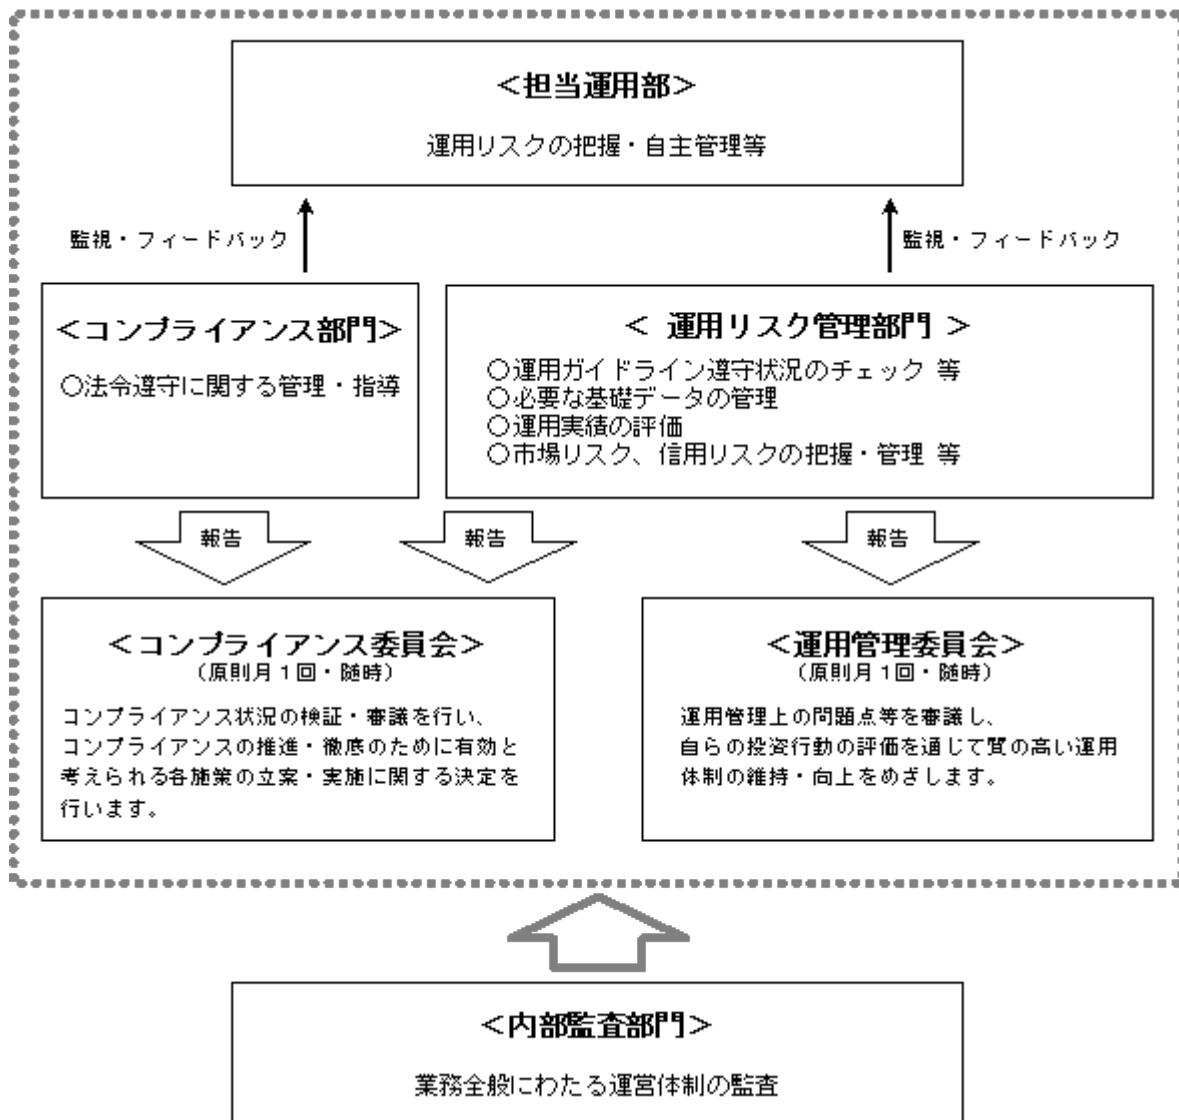 ＜担当運用部＞
運用リスクの把握・自主管理等
監視・フィードバック
監視・フィードバック
＜コンプライアンス部門＞
○法令遵守に関する管理・指導
＜ 運用リスク管理部門 ＞
○運用ガイドライン遵守状況のチェック 等
○必要な基礎データの管理
○運用実績の評価
○市場リスク、信用リスクの把握・管理 等
報告
報告
報告
＜コンプライアンス委員会＞
（原則月１回・随時）
コンプライアンス状況の検証・審議を行い、
コンプライアンスの推進・徹底のために有効と
考えられる各施策の立案・実施に関する決定を
行います。
＜運用管理委員会＞
（原則月１回・随時）
運用管理上の問題点等を審議し、
自らの投資行動の評価を通じて質の高い運用
体制の維持・向上をめざします。
＜内部監査部門＞
業務全般にわたる運営体制の監査